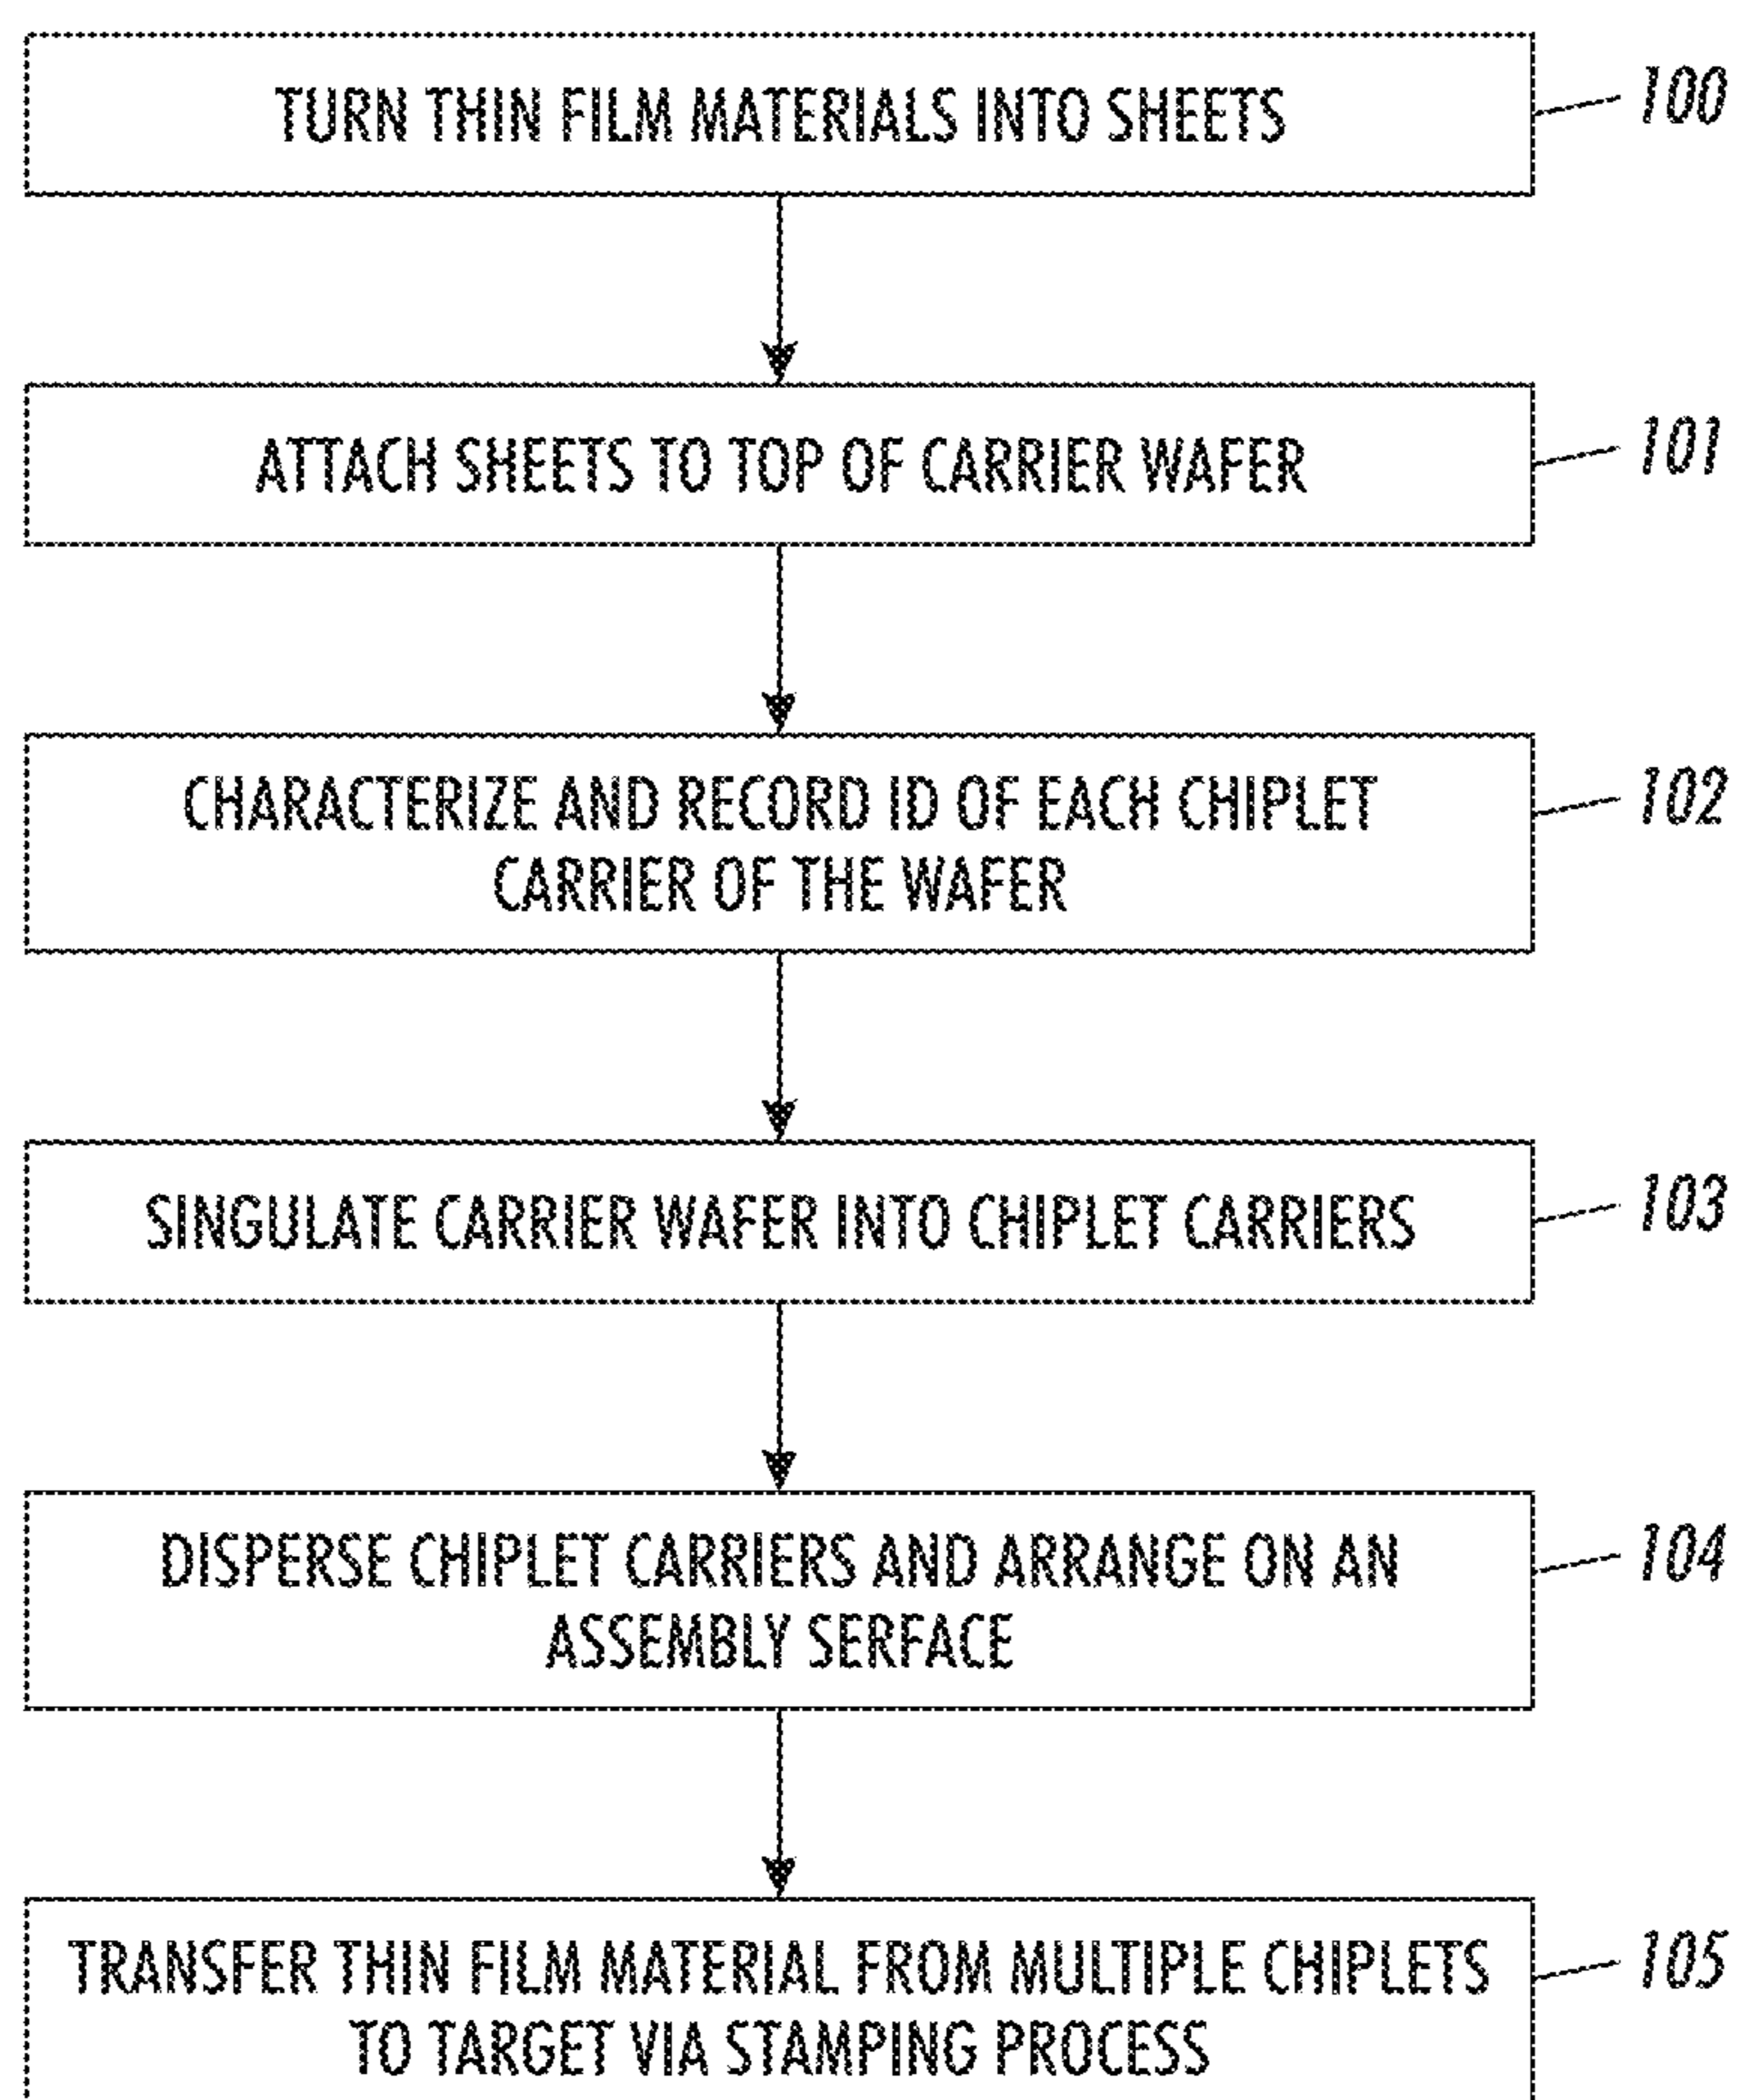 TURN THIN FILM MATERIALS INTO SHEETS
100
ATTACH SHEETS TO TOP OF CARRIER WAFER
101
CHARACTERIZE AND RECORD ID OF EACH CHIPLET
CARRIER OF THE WAFER
102
SINGULATE CARRIER WAFER INTO CHIPLET CARRIERS
103
DISPERSE CHIPLET CARRIERS AND ARRANGE ON AN
ASSEMBLY SERFACE
104
TRANSFER THIN FILM MATERIAL FROM MULTIPLE CHIPLETS
TO TARGET VIA STAMPING PROCESS
105